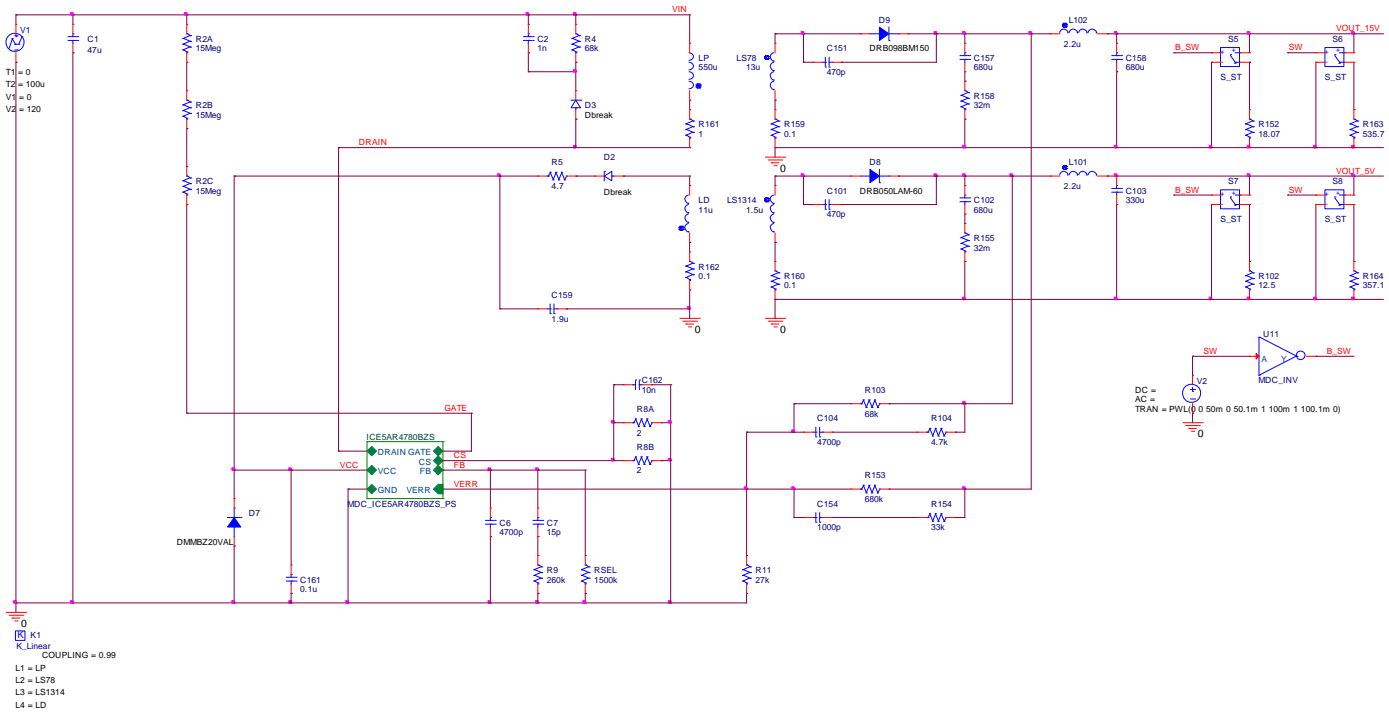 VIN
V1
T1 = 0
T2 = 100u
V1 = 0
V2 = 120
C1
47u
R2A
15Meg
R2B
15Meg
R2C
15Meg
C2
1n
R4
68k
D3
Dbreak
LP
550u
R161
1
DRAIN
R5
4.7
D2
Dbreak
LD
11u
R162
0.1
C159
1.9u
0
LS78
13u
C151
470p
D9
DRB098BM150
C157
680u
R158
32m
R159
0.1
0
L102
2.2u
C158
680u
VOUT_15V
B_SW
S5
S_ST
SW
S6
S_ST
R152
18.07
R163
535.7
LS1314
1.5u
C101
470p
D8
DRB050LAM-60
C102
680u
R155
32m
R160
0.1
0
L101
2.2u
C103
330u
VOUT_5V
B_SW
S7
S_ST
SW
S8
S_ST
R102
12.5
R164
357.1
U11
SW
A
Y
B_SW
MDC_INV
V2
DC =
AC =
TRAN = PWL(0 0 50m 0 50.1m 1 100m 1 100.1m 0)
0
C162
10n
R8A
2
R8B
2
GATE
ICE5AR4780BZS
DRAIN GATE
CS
VCC
FB
GND
VERR
MDC_ICE5AR4780BZS_PS
CS
FB
VCC
VERR
R103
68k
C104
4700p
R104
4.7k
R153
680k
C154
1000p
R154
33k
D7
DMMBZ20VAL
C161
0.1u
C6
4700p
C7
15p
R9
260k
RSEL
1500k
R11
27k
0
K K1
K_Linear
COUPLING = 0.99
L1 = LP
L2 = LS78
L3 = LS1314
L4 = LD